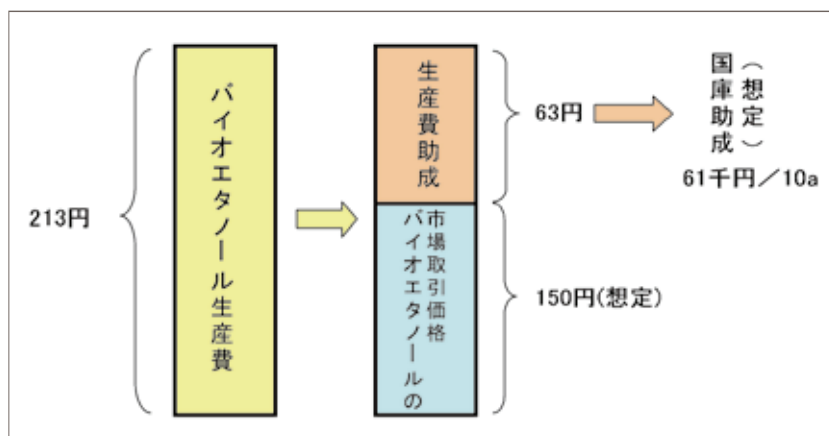 213円
バイオエタノール生産費
生産費助成
バイオエタノールの
市場取引価格
63円
150円(想定)
国庫助成
(想定)
61千円/10a